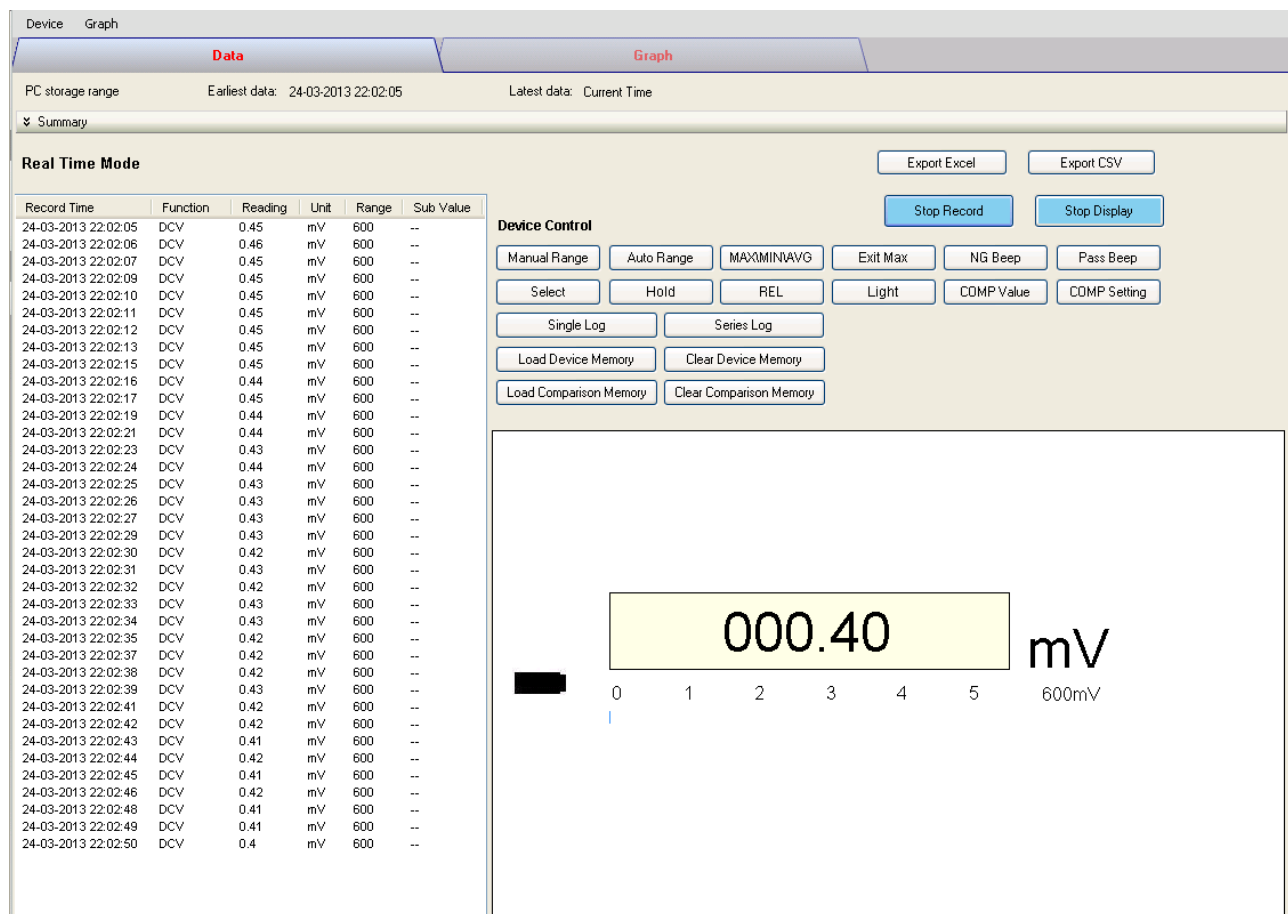 Device Graph
Data Graph
PC storage range Earliest data: 24-03-2013 22:02:05 Latest data: Current Time
Summary
Real Time Mode
Export Excel Export CSV
Stop Record Stop Display
Record Time Function Reading Unit Range Sub Value
24-03-2013 22:02:05 DCV 0.45 mV 600 --
24-03-2013 22:02:06 DCV 0.46 mV 600 --
24-03-2013 22:02:07 DCV 0.45 mV 600 --
24-03-2013 22:02:09 DCV 0.45 mV 600 --
24-03-2013 22:02:10 DCV 0.45 mV 600 --
24-03-2013 22:02:11 DCV 0.45 mV 600 --
24-03-2013 22:02:12 DCV 0.45 mV 600 --
24-03-2013 22:02:13 DCV 0.45 mV 600 --
24-03-2013 22:02:15 DCV 0.45 mV 600 --
24-03-2013 22:02:16 DCV 0.44 mV 600 --
24-03-2013 22:02:17 DCV 0.45 mV 600 --
24-03-2013 22:02:19 DCV 0.44 mV 600 --
24-03-2013 22:02:21 DCV 0.44 mV 600 --
24-03-2013 22:02:23 DCV 0.43 mV 600 --
24-03-2013 22:02:24 DCV 0.44 mV 600 --
24-03-2013 22:02:25 DCV 0.43 mV 600 --
24-03-2013 22:02:26 DCV 0.43 mV 600 --
24-03-2013 22:02:27 DCV 0.43 mV 600 --
24-03-2013 22:02:29 DCV 0.43 mV 600 --
24-03-2013 22:02:30 DCV 0.42 mV 600 --
24-03-2013 22:02:31 DCV 0.43 mV 600 --
24-03-2013 22:02:32 DCV 0.42 mV 600 --
24-03-2013 22:02:33 DCV 0.43 mV 600 --
24-03-2013 22:02:34 DCV 0.43 mV 600 --
24-03-2013 22:02:35 DCV 0.42 mV 600 --
24-03-2013 22:02:37 DCV 0.42 mV 600 --
24-03-2013 22:02:38 DCV 0.42 mV 600 --
24-03-2013 22:02:39 DCV 0.43 mV 600 --
24-03-2013 22:02:41 DCV 0.42 mV 600 --
24-03-2013 22:02:42 DCV 0.42 mV 600 --
24-03-2013 22:02:43 DCV 0.41 mV 600 --
24-03-2013 22:02:44 DCV 0.42 mV 600 --
24-03-2013 22:02:45 DCV 0.41 mV 600 --
24-03-2013 22:02:46 DCV 0.42 mV 600 --
24-03-2013 22:02:48 DCV 0.41 mV 600 --
24-03-2013 22:02:49 DCV 0.41 mV 600 --
24-03-2013 22:02:50 DCV 0.4 mV 600 --
Device Control
Manual Range Auto Range MAX\MIN\AVG Exit Max NG Beep Pass Beep
Select Hold REL Light COMP Value COMP Setting
Single Log Series Log
Load Device Memory Clear Device Memory
Load Comparison Memory Clear Comparison Memory
000.40 mV
0 1 2 3 4 5 600mV